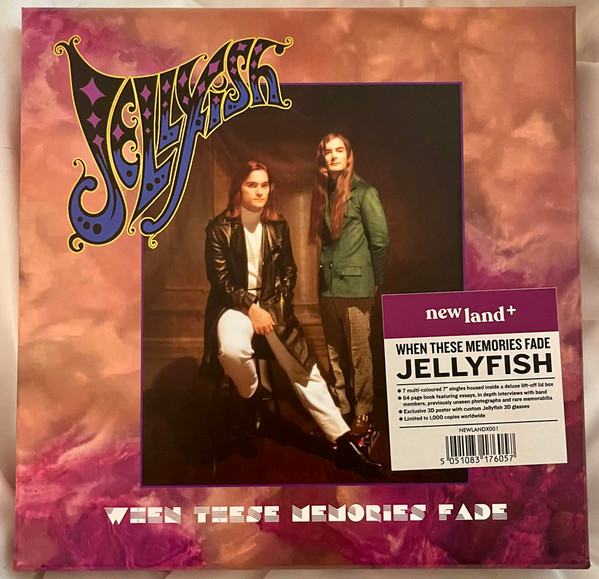 Jellyfish
new land+
WHEN THESE MEMORIES FADE
JELLYFISH
• 7 multi-coloured 7" singles housed inside a deluxe lift-off lid box
• 64 page book featuring essays, in depth interviews with band
members, previously unseen photographs and rare memorabilia
• Exclusive 3D poster with custom Jellyfish 3D glasses
• Limited to 1,000 copies worldwide
NEWLANDX001
5 051083 176057
WHEN THESE MEMORIES FADE